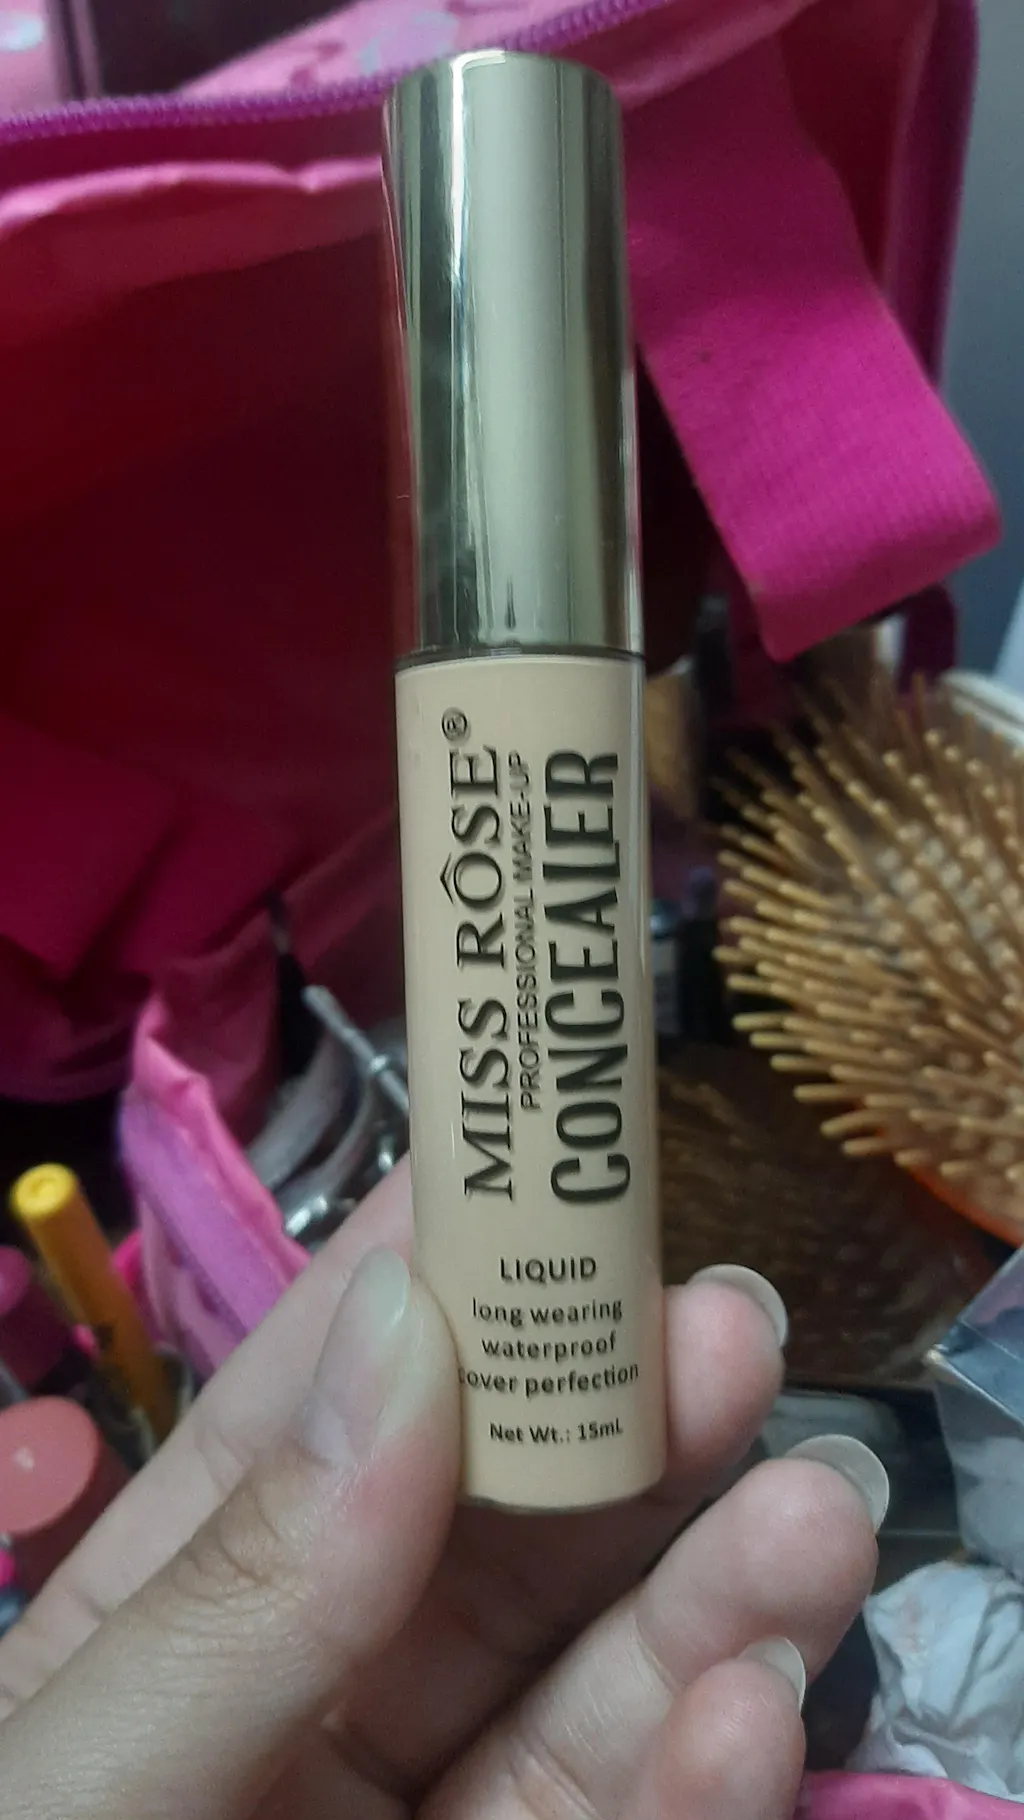 MISS RÔSE®
PROFESSIONAL MAKE-UP
CONCEALER
LIQUID
long wearing
waterproof
cover perfection
Net Wt.: 15mL